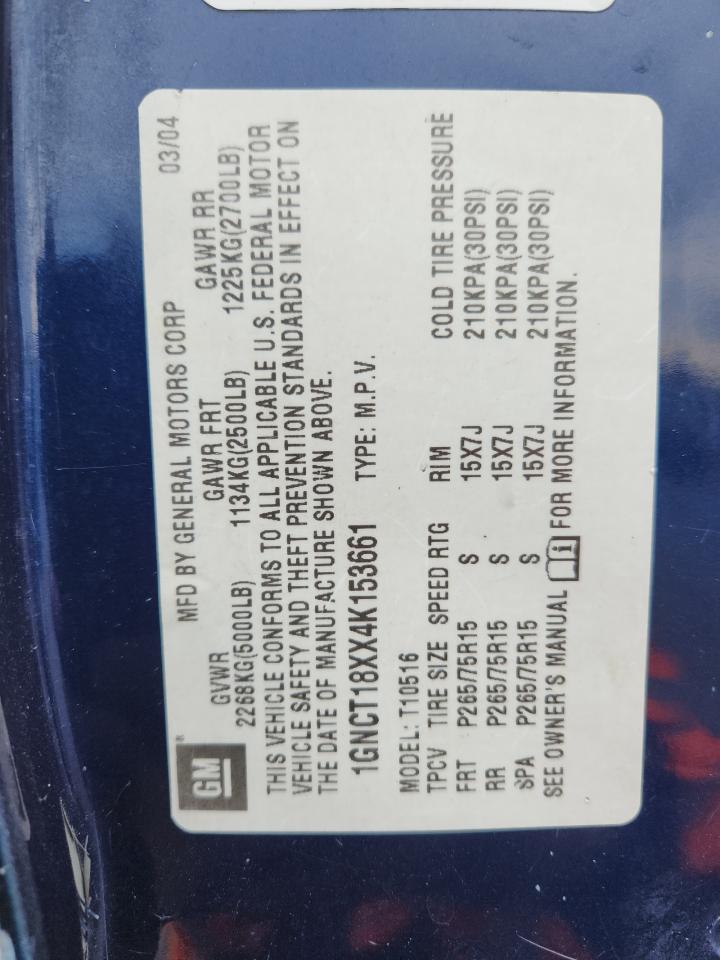 GM
MFD BY GENERAL MOTORS CORP 03/04
GVWR GAWR FRT GAWR RR
2268KG(5000LB) 1134KG(2500LB) 1225KG(2700LB)
THIS VEHICLE CONFORMS TO ALL APPLICABLE U.S. FEDERAL MOTOR
VEHICLE SAFETY AND THEFT PREVENTION STANDARDS IN EFFECT ON
THE DATE OF MANUFACTURE SHOWN ABOVE.
1GNCT18XX4K153661 TYPE: M.P.V.
MODEL: T10516
TPCV TIRE SIZE SPEED RTG RIM COLD TIRE PRESSURE
FRT P265/75R15 S 15X7J 210KPA(30PSI)
RR P265/75R15 S 15X7J 210KPA(30PSI)
SPA P265/75R15 S 15X7J 210KPA(30PSI)
SEE OWNER'S MANUAL i FOR MORE INFORMATION.